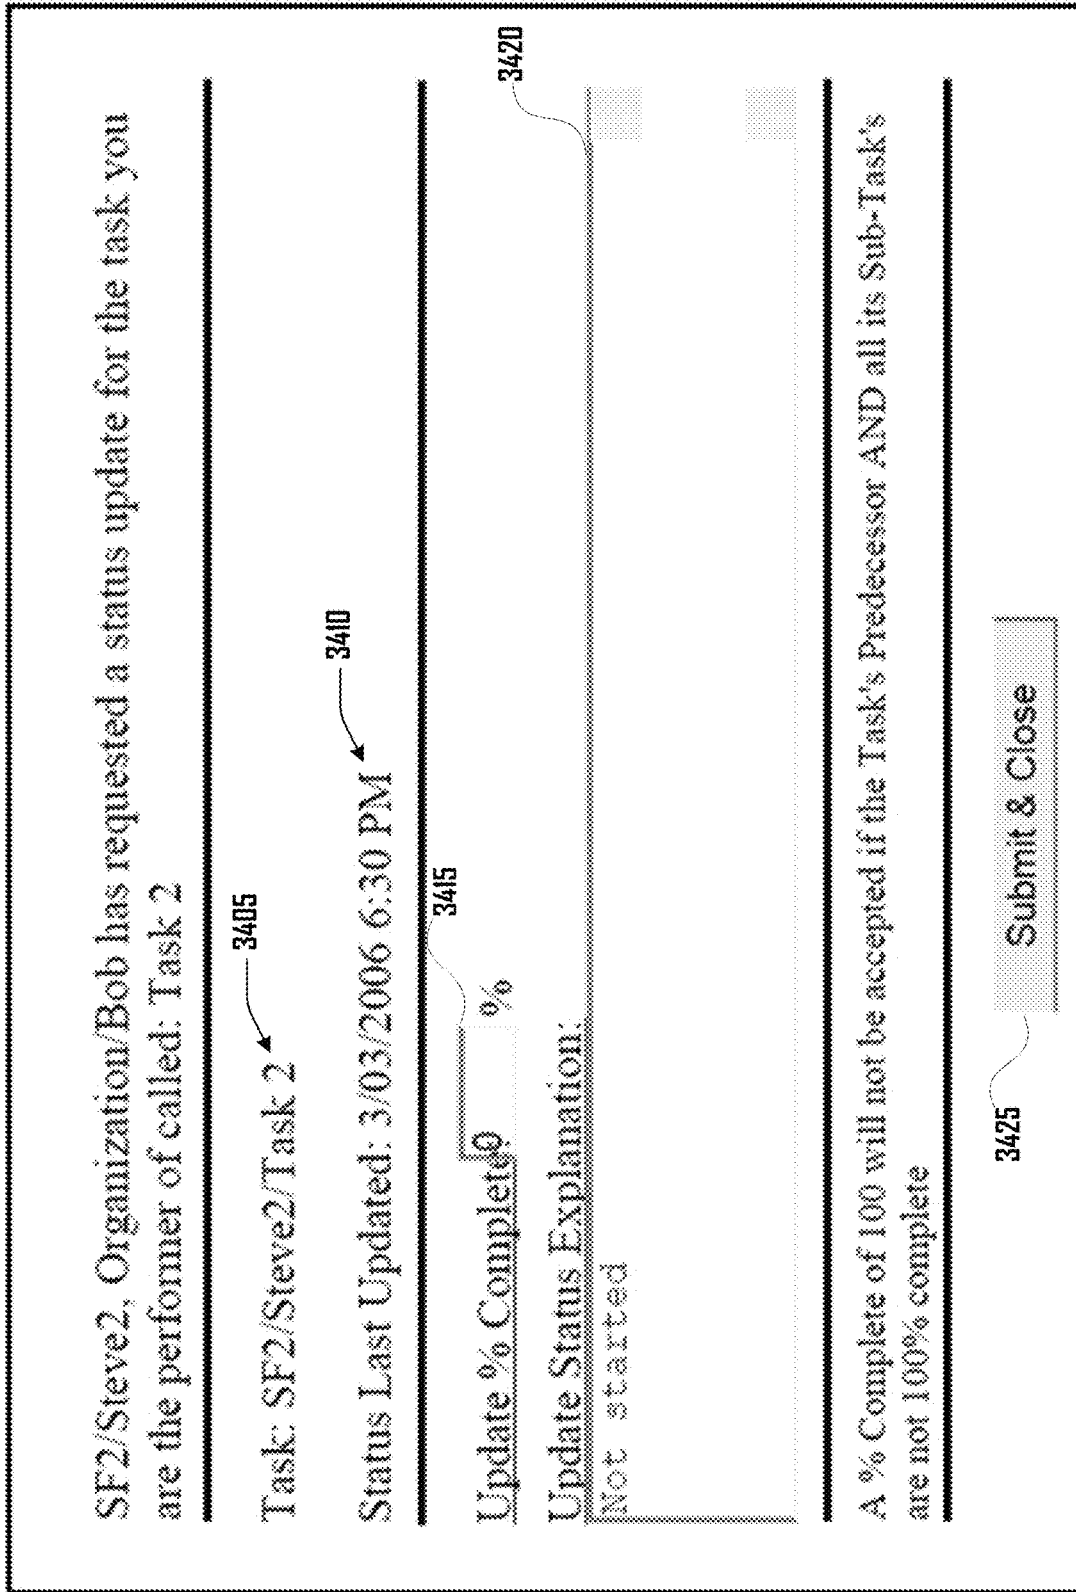 SF2/Steve2, Organization/Bob has requested a status update for the task you
are the performer of called: Task 2
3405
Task: SF2/Steve2/Task 2
3410
Status Last Updated: 3/03/2006 6:30 PM
3415
Update % Complete: 0 %
3420
Update Status Explanation:
Not started
A % Complete of 100 will not be accepted if the Task's Predecessor AND all its Sub-Task's
are not 100% complete
3425
Submit & Close